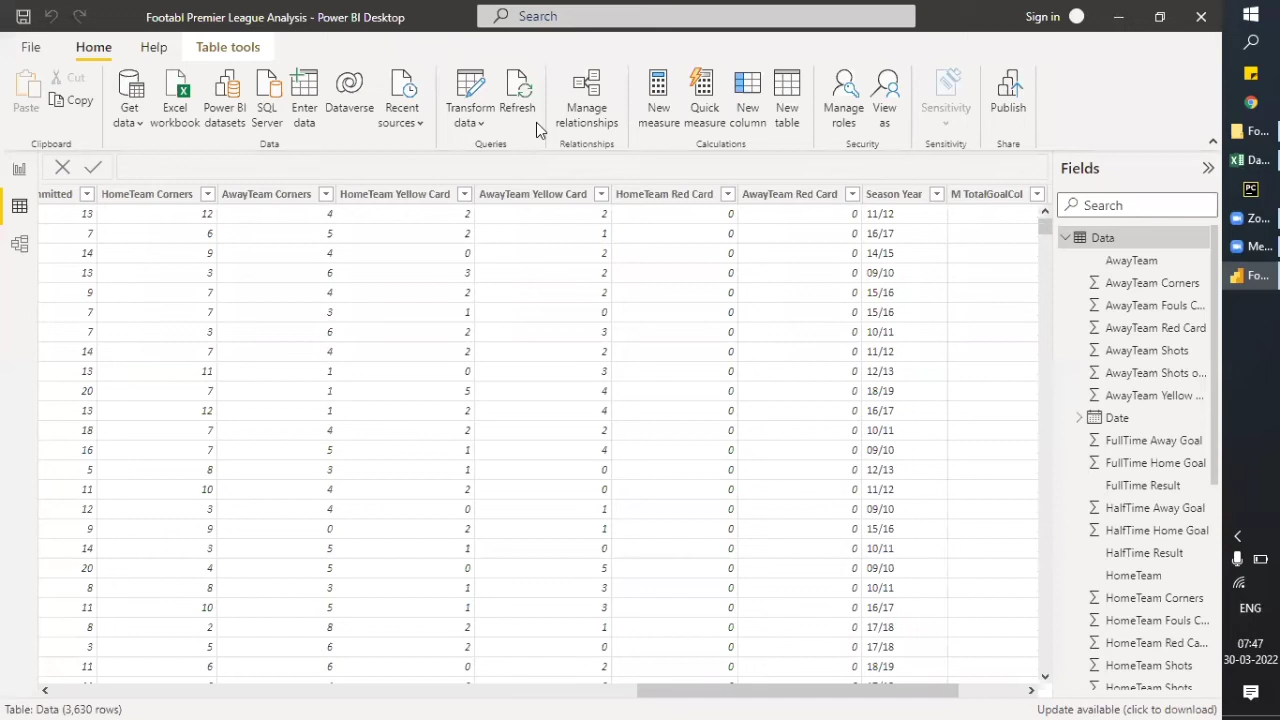 Footabl Premier League Analysis - Power BI Desktop
Search
Sign in
File
Home
Help
Table tools
Paste
Cut
Copy
Get data
Excel workbook
Power BI datasets
SQL Server
Enter data
Dataverse
Recent sources
Transform data
Refresh
Manage relationships
New measure
Quick measure
New column
New table
Manage roles
View as
Sensitivity
Publish
Clipboard
Data
Queries
Relationships
Calculations
Security
Sensitivity
Share
mmitted HomeTeam Corners AwayTeam Corners HomeTeam Yellow Card AwayTeam Yellow Card HomeTeam Red Card AwayTeam Red Card Season Year M TotalGoalCol
13 12 4 2 2 0 0 11/12
7 6 5 2 1 0 0 16/17
14 9 4 0 2 0 0 14/15
13 3 6 3 2 0 0 09/10
9 7 4 2 2 0 0 15/16
7 7 3 1 0 0 0 15/16
7 3 6 2 3 0 0 10/11
14 7 4 2 2 0 0 11/12
13 11 1 0 3 0 0 12/13
20 7 1 5 4 0 0 18/19
13 12 1 2 4 0 0 16/17
18 7 4 2 2 0 0 10/11
16 7 5 1 4 0 0 09/10
5 8 3 1 0 0 0 12/13
11 10 4 2 0 0 0 11/12
12 3 4 0 1 0 0 09/10
9 9 0 2 1 0 0 15/16
14 3 5 1 0 0 0 10/11
20 4 5 0 5 0 0 09/10
8 8 3 1 3 0 0 10/11
11 10 5 1 3 0 0 16/17
8 2 8 2 1 0 0 17/18
3 5 6 2 0 0 0 17/18
11 6 6 0 2 0 0 18/19
Table: Data (3,630 rows)
Update available (click to download)
Fields
Search
Data
AwayTeam
AwayTeam Corners
AwayTeam Fouls C...
AwayTeam Red Card
AwayTeam Shots
AwayTeam Shots o...
AwayTeam Yellow ...
Date
FullTime Away Goal
FullTime Home Goal
FullTime Result
HalfTime Away Goal
HalfTime Home Goal
HalfTime Result
HomeTeam
HomeTeam Corners
HomeTeam Fouls C...
HomeTeam Red Ca...
HomeTeam Shots
HomeTeam Shots
Fo...
Da...
PC
Zo...
Me...
Fo...
ENG
07:47
30-03-2022